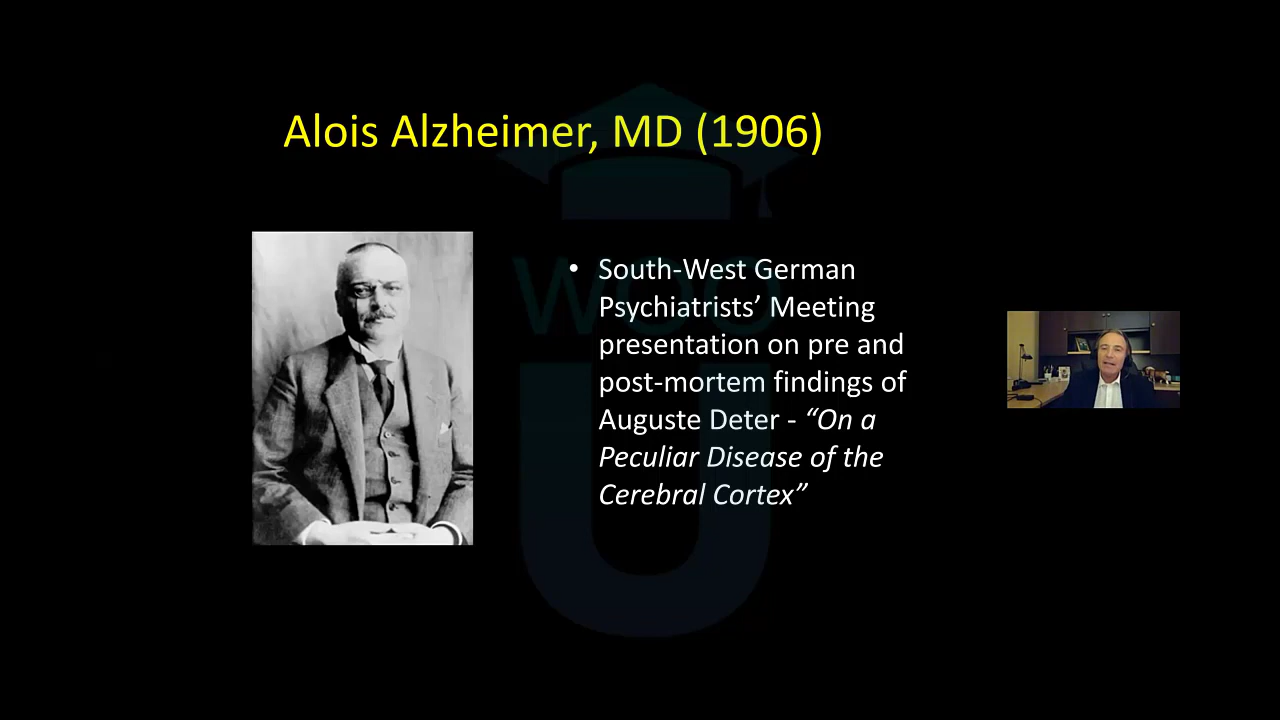 Alois Alzheimer, MD (1906)
• South-West German
Psychiatrists’ Meeting
presentation on pre and
post-mortem findings of
Auguste Deter - “On a
Peculiar Disease of the
Cerebral Cortex”
WOO
U